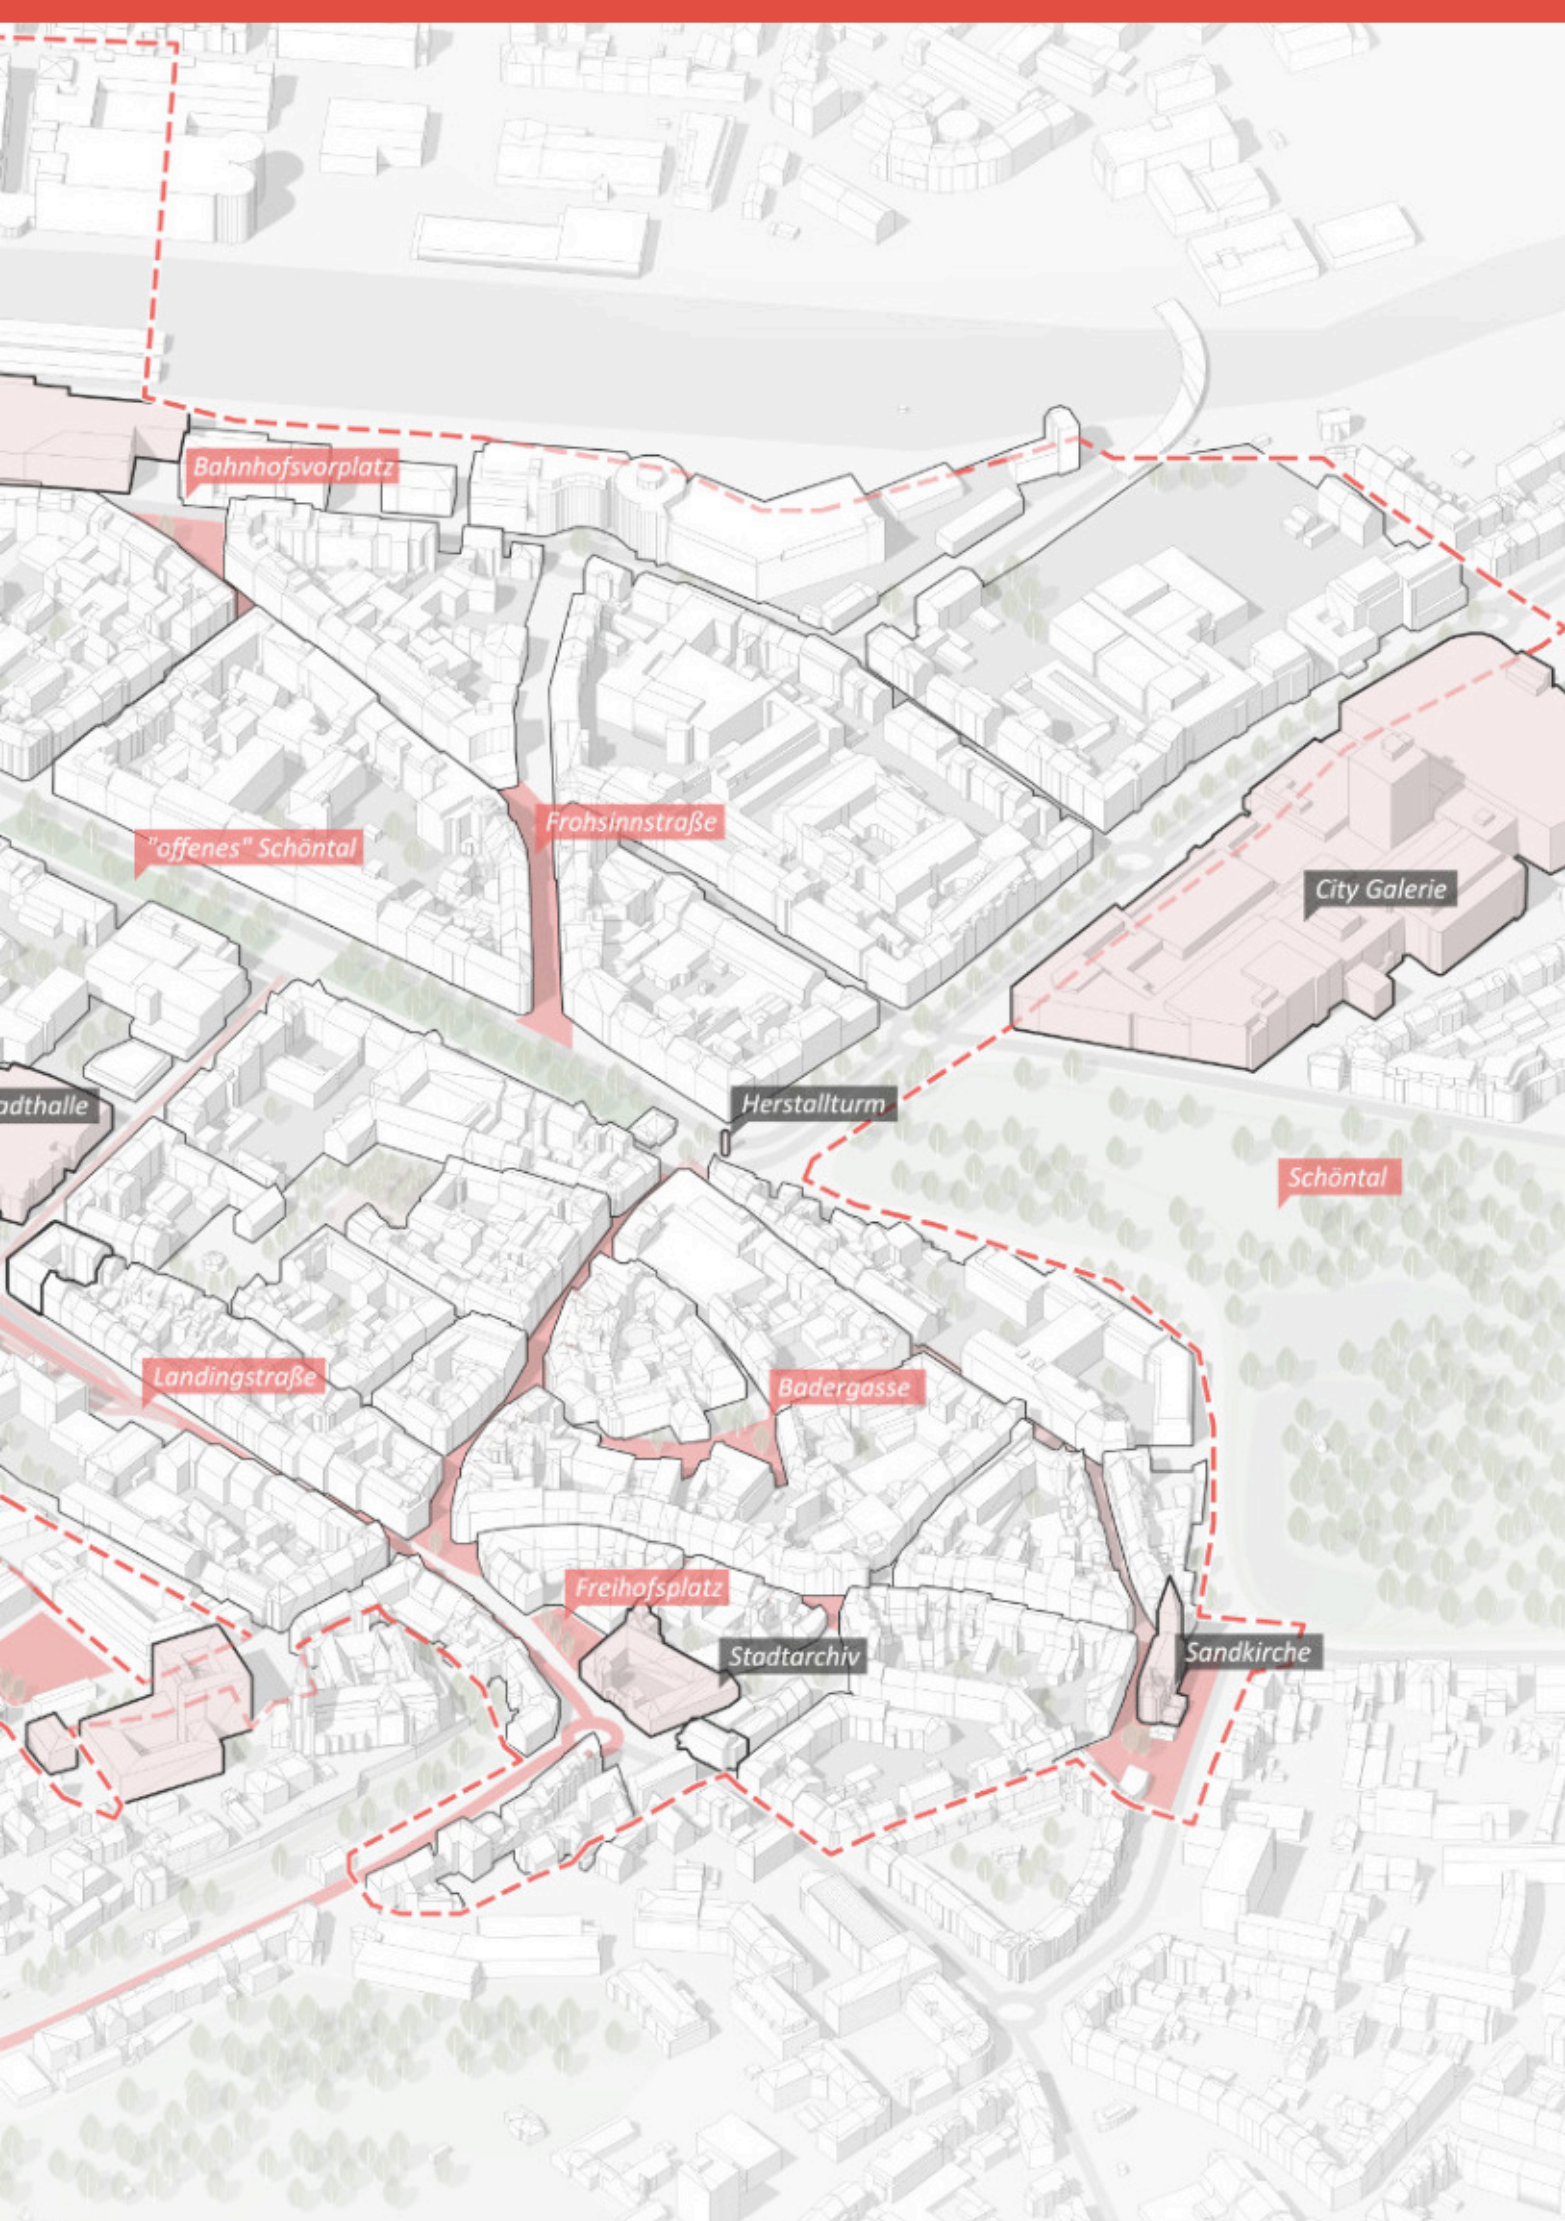 Bahnhofsvorplatz
Frohsinnstraße
"offenes" Schöntal
City Galerie
adthalle
Herstallturm
Schöntal
Landingstraße
Badergasse
Freihofsplatz
Stadtarchiv
Sandkirche